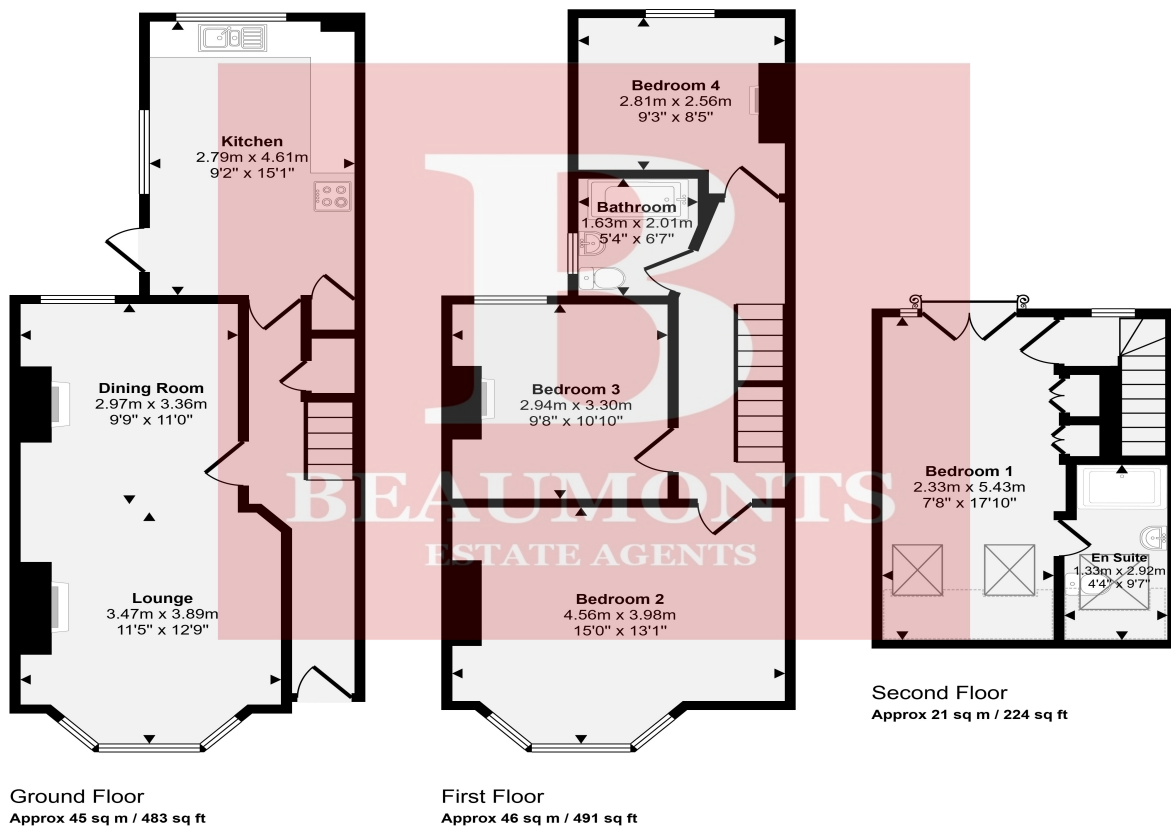 Kitchen
2.79m x 4.61m
9'2" x 15'1"
Dining Room
2.97m x 3.36m
9'9" x 11'0"
Lounge
3.47m x 3.89m
11'5" x 12'9"
Ground Floor
Approx 45 sq m / 483 sq ft
Bedroom 4
2.81m x 2.56m
9'3" x 8'5"
Bathroom
1.63m x 2.01m
5'4" x 6'7"
Bedroom 3
2.94m x 3.30m
9'8" x 10'10"
Bedroom 2
4.56m x 3.98m
15'0" x 13'1"
First Floor
Approx 46 sq m / 491 sq ft
Bedroom 1
2.33m x 5.43m
7'8" x 17'10"
En Suite
1.33m x 2.92m
4'4" x 9'7"
Second Floor
Approx 21 sq m / 224 sq ft
B
BEAUMONTS
ESTATE AGENTS